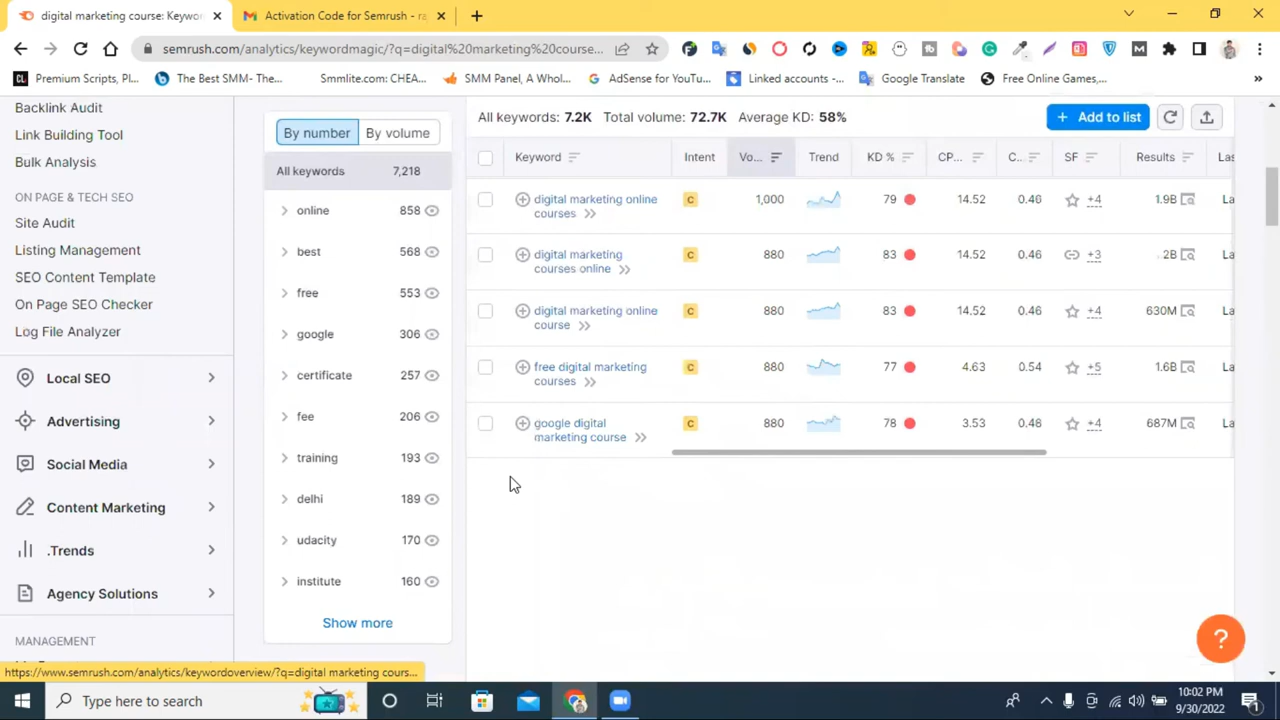 digital marketing course: Keywo
Activation Code for Semrush - ra
semrush.com/analytics/keywordmagic/?q=digital%20marketing%20course...
Premium Scripts, Pl...
The Best SMM- The...
Smmlite.com: CHEA...
SMM Panel, A Whol...
AdSense for YouTu...
Linked accounts -...
Google Translate
Free Online Games,...
Backlink Audit
Link Building Tool
Bulk Analysis
ON PAGE & TECH SEO
Site Audit
Listing Management
SEO Content Template
On Page SEO Checker
Log File Analyzer
Local SEO
Advertising
Social Media
Content Marketing
.Trends
Agency Solutions
MANAGEMENT
By number By volume
All keywords 7,218
online 858
best 568
free 553
google 306
certificate 257
fee 206
training 193
delhi 189
udacity 170
institute 160
Show more
All keywords: 7.2K Total volume: 72.7K Average KD: 58%
+ Add to list
Keyword Intent Vo... Trend KD % CP... C.. SF Results Las
digital marketing online
courses C 1,000 79 14.52 0.46 +4 1.9B La
digital marketing
courses online C 880 83 14.52 0.46 +3 2B La
digital marketing online
course C 880 83 14.52 0.46 +4 630M La
free digital marketing
courses C 880 77 4.63 0.54 +5 1.6B La
google digital
marketing course C 880 78 3.53 0.48 +4 687M La
?
https://www.semrush.com/analytics/keywordoverview/?q=digital marketing cours...
Type here to search
10:02 PM
9/30/2022